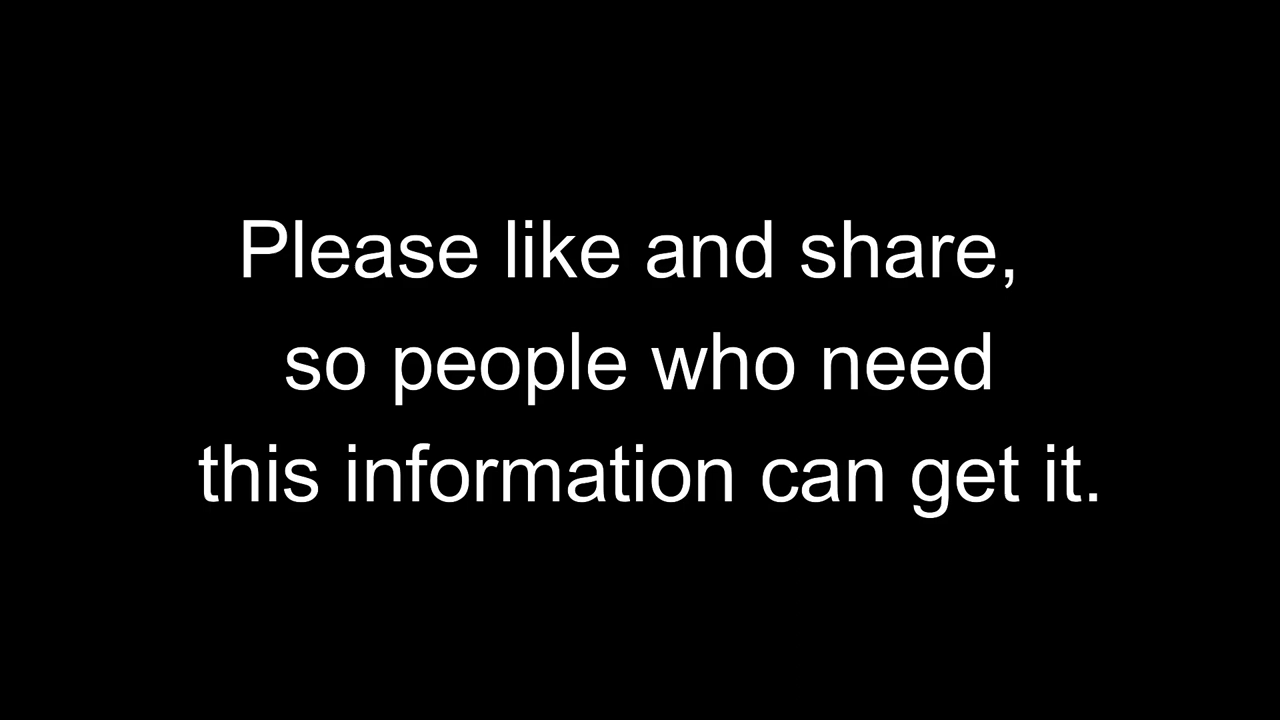 Please like and share,
so people who need
this information can get it.